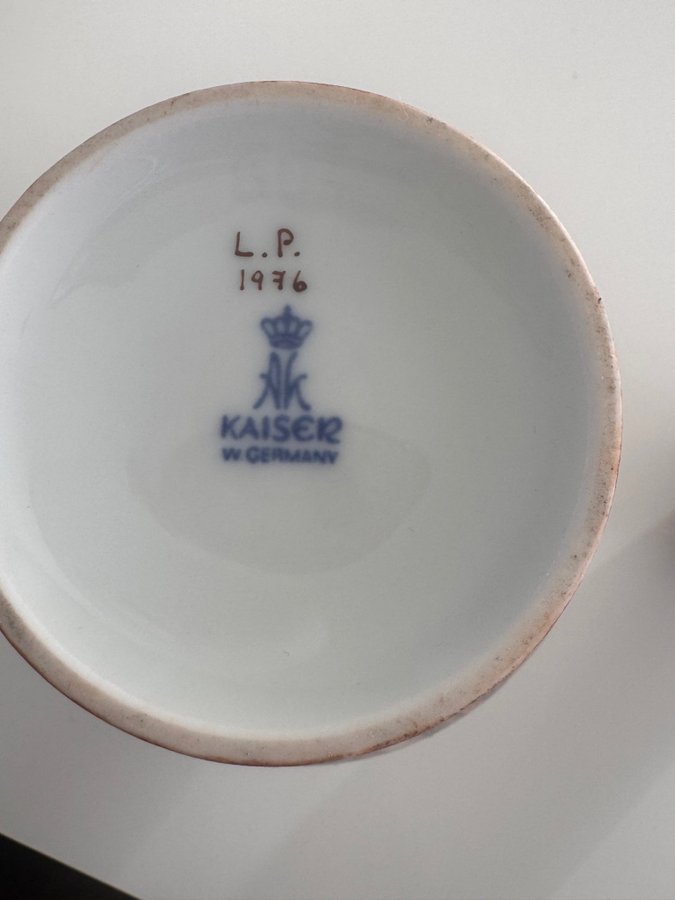 L.P.
1976
AK
KAISER
W.GERMANY